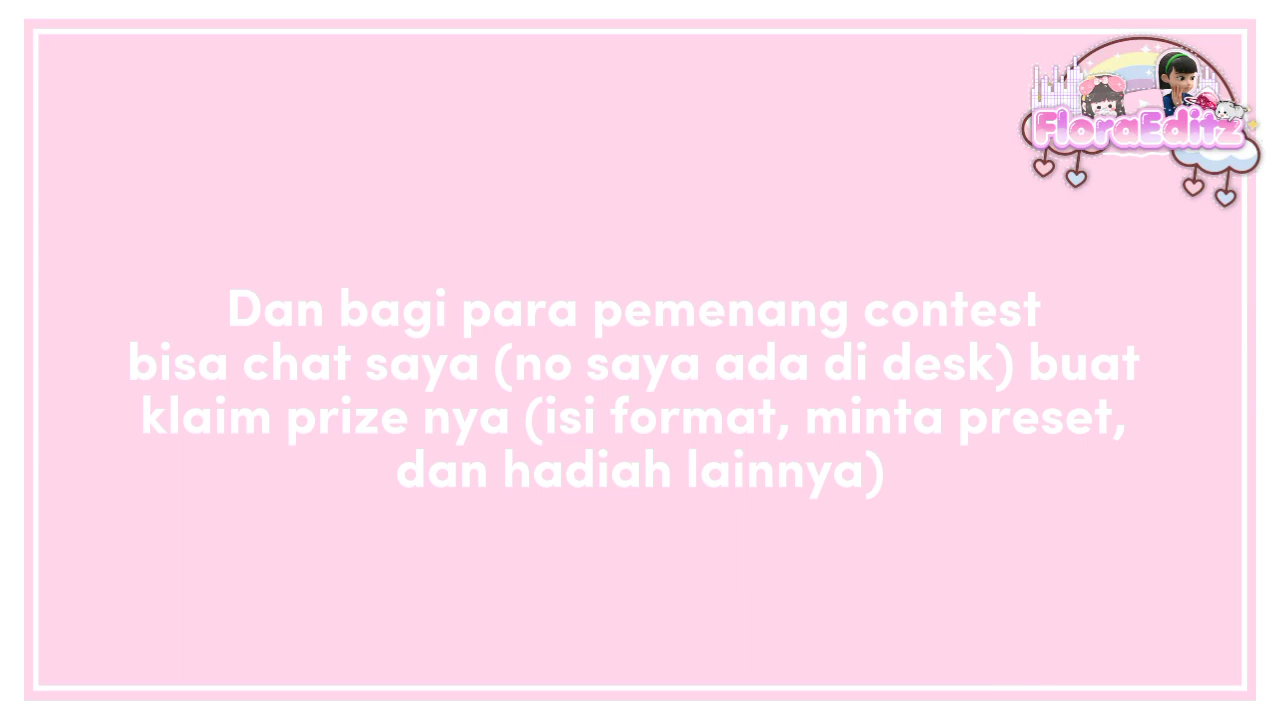 FloraEditz
Dan bagi para pemenang contest
bisa chat saya (no saya ada di desk) buat
klaim prize nya (isi format, minta preset,
dan hadiah lainnya)